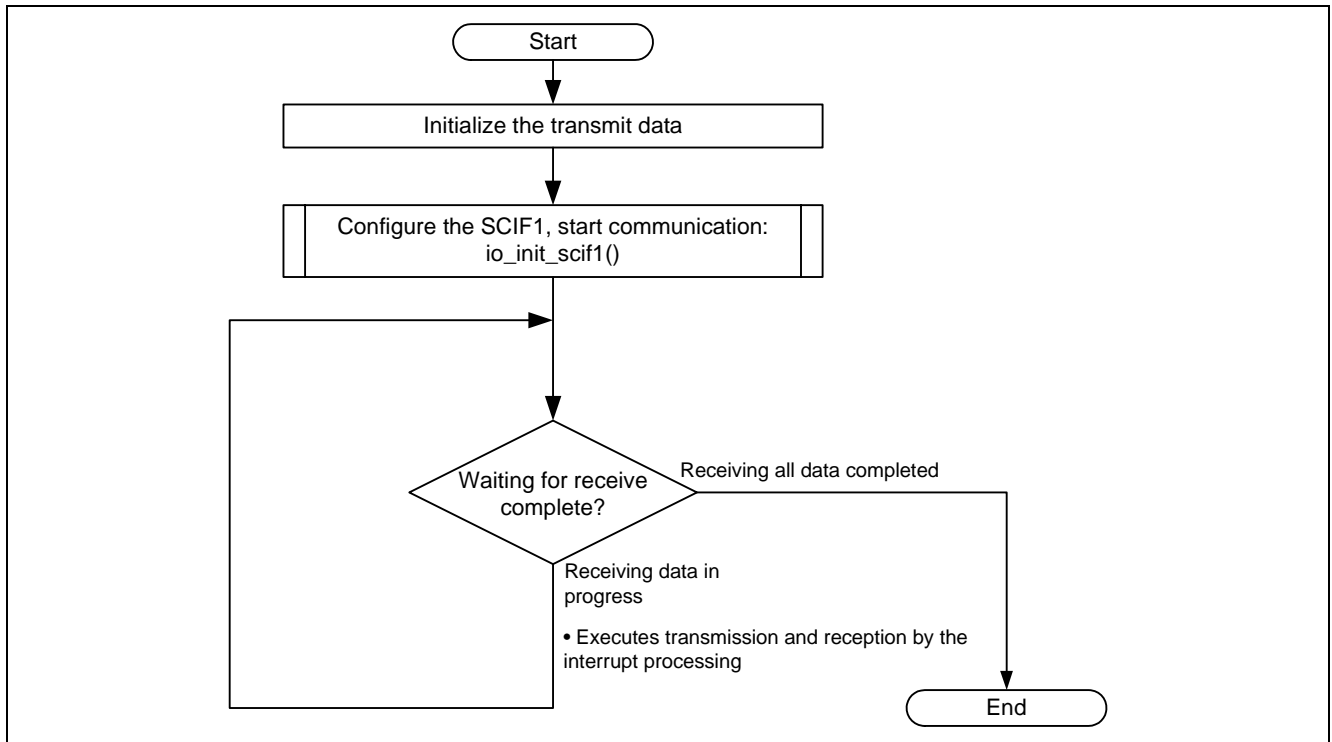 Start
Initialize the transmit data
Configure the SCIF1, start communication:
io_init_scif1()
Waiting for receive
complete?
Receiving all data completed
Receiving data in
progress
• Executes transmission and reception by the
interrupt processing
End